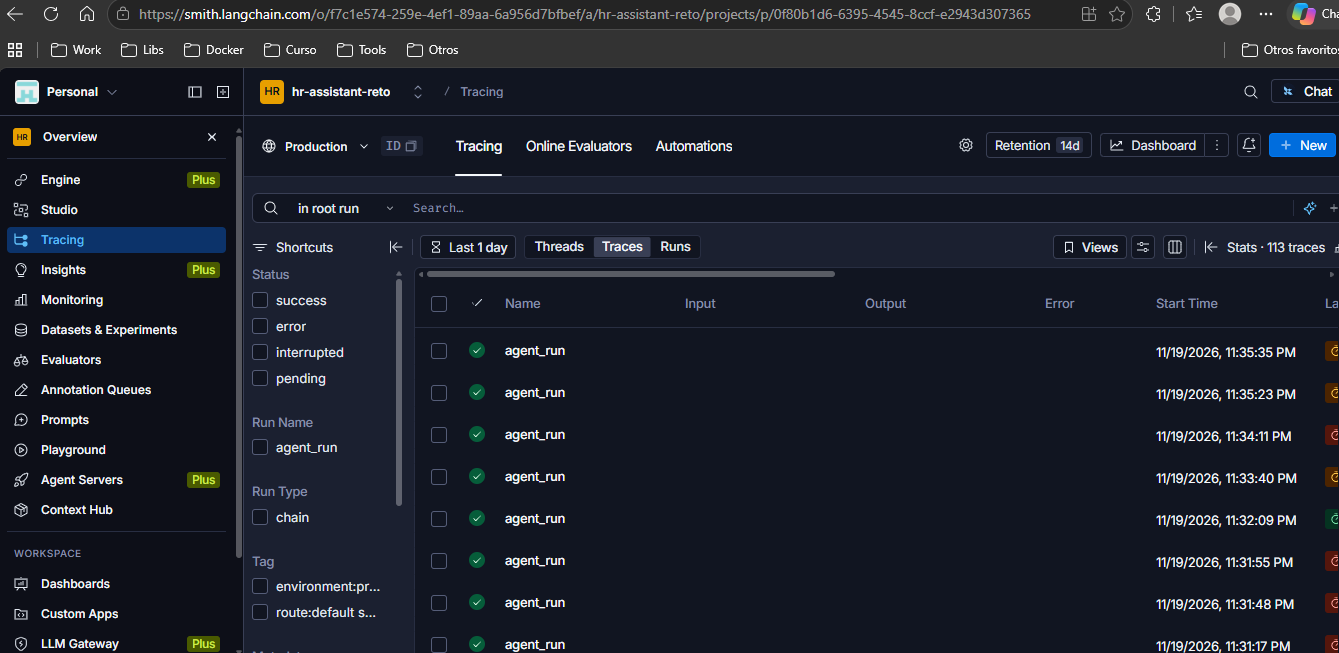 https://smith.langchain.com/o/f7c1e574-259e-4ef1-89aa-6a956d7bfbef/a/hr-assistant-reto/projects/p/0f80b1d6-6395-4545-8ccf-e2943d307365
Work Libs Docker Curso Tools Otros Otros favoritos
Personal
HR hr-assistant-reto / Tracing
Chat
HR Overview
Production ID Tracing Online Evaluators Automations Retention 14d Dashboard New
Engine Plus
Studio
Tracing
Insights Plus
Monitoring
Datasets & Experiments
Evaluators
Annotation Queues
Prompts
Playground
Agent Servers Plus
Context Hub
WORKSPACE
Dashboards
Custom Apps
LLM Gateway Plus
in root run Search…
Shortcuts
Last 1 day Threads Traces Runs Views Stats · 113 traces
Status
success
error
interrupted
pending
Run Name
agent_run
Run Type
chain
Tag
environment:pr...
route:default s...
Name Input Output Error Start Time La
agent_run 11/19/2026, 11:35:35 PM
agent_run 11/19/2026, 11:35:23 PM
agent_run 11/19/2026, 11:34:11 PM
agent_run 11/19/2026, 11:33:40 PM
agent_run 11/19/2026, 11:32:09 PM
agent_run 11/19/2026, 11:31:55 PM
agent_run 11/19/2026, 11:31:48 PM
agent_run 11/19/2026, 11:31:17 PM